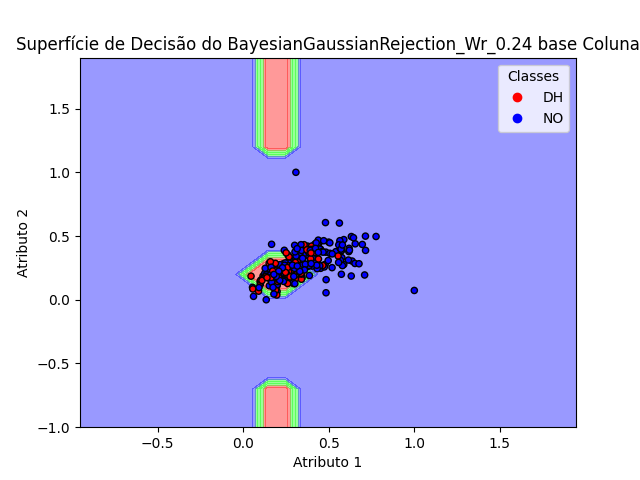 Superfície de Decisão do BayesianGaussianRejection_Wr_0.24 base Coluna
Classes
DH
NO
1.5
1.0
0.5
0.0
−0.5
−1.0
Atributo 2
−0.5
0.0
0.5
1.0
1.5
Atributo 1